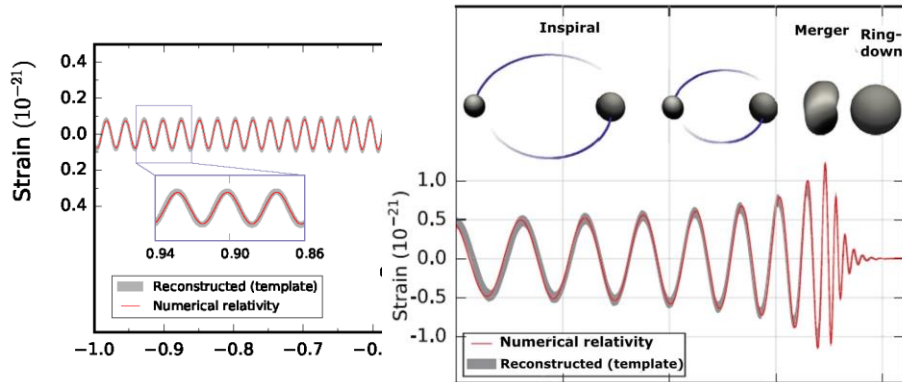 Strain (10⁻²¹)
0.4
0.2
0.0
0.2
0.4
0.94 0.90 0.86
Reconstructed (template)
Numerical relativity
−1.0 −0.9 −0.8 −0.7 −0.6
Inspiral
Merger
Ring-
down
Strain (10⁻²¹)
1.0
0.5
0.0
−0.5
−1.0
Numerical relativity
Reconstructed (template)